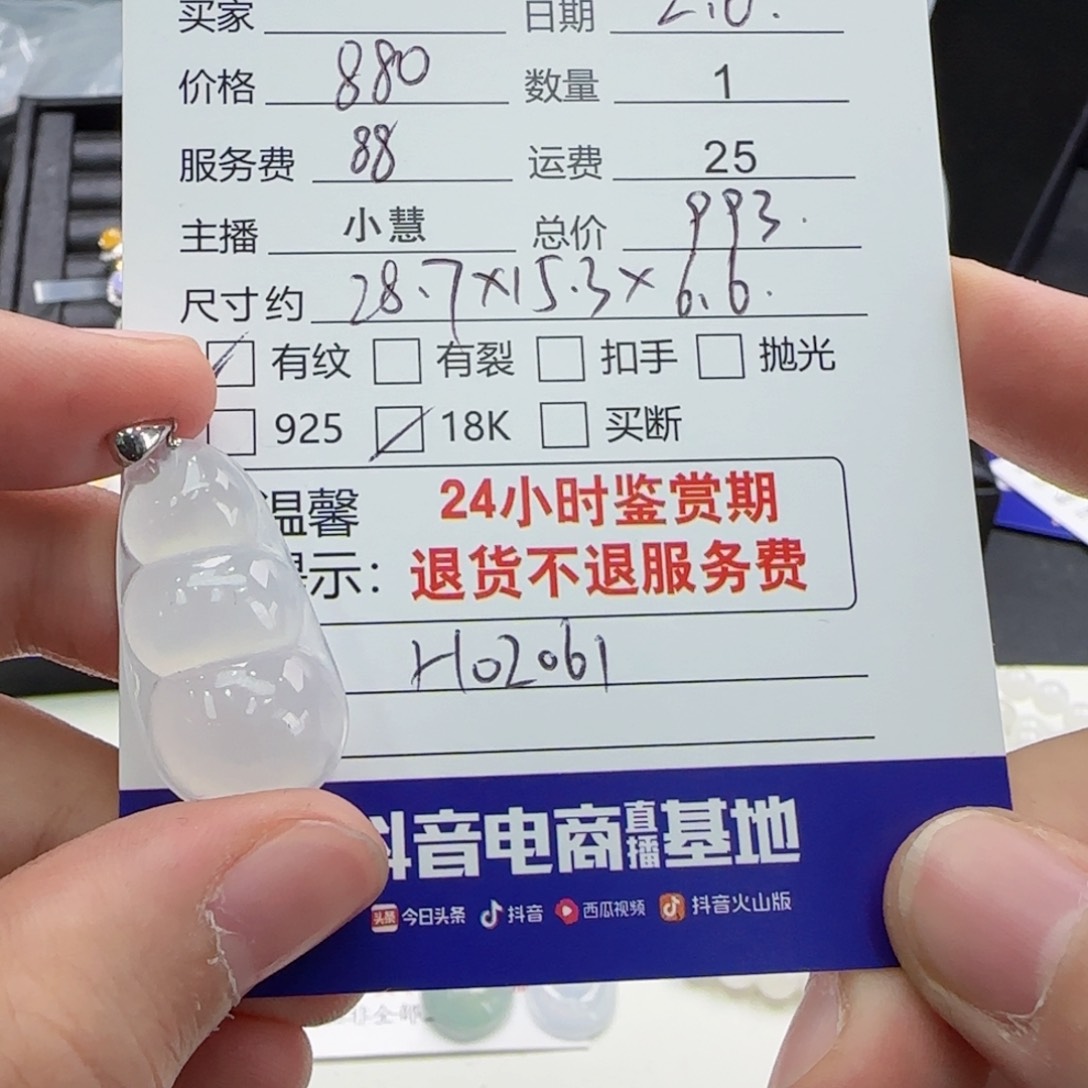 买家 日期 2.6.
价格 880 数量 1
服务费 88 运费 25
主播 小慧 总价 993.
尺寸约 28.7×15.3×6.6.
有纹 有裂 扣手 抛光
925 18K 买断
温馨 24小时鉴赏期
示： 退货不退服务费
H02061
抖音电商直播基地
头条 今日头条 抖音 西瓜视频 抖音火山版